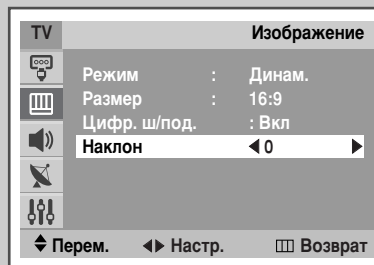 TV Изображение
Режим : Динам.
Размер : 16:9
Цифр. ш/под. : Вкл
Наклон 0
Перем. Настр. Возврат